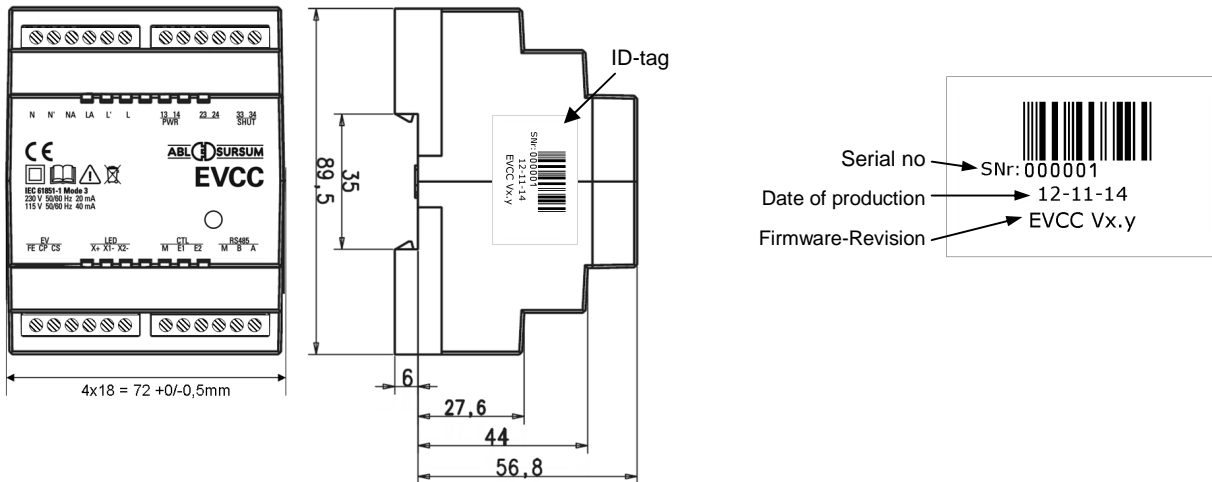 N N' NA LA L' L 13 14 23 24 33 34
PWR SHUT
CE
ABL SURSUM
EVCC
IEC 61851-1 Mode 3
230 V 50/60 Hz 20 mA
115 V 50/60 Hz 40 mA
EV LED CTL RS485
FE CP CS X+ X1- X2- M E1 E2 M B A
4x18 = 72 +0/-0,5mm
89,5
35
6
27,6
44
56,8
ID-tag
SNr:000001
12-11-14
EVCC Vx.y
Serial no
SNr:000001
Date of production
12-11-14
Firmware-Revision
EVCC Vx.y